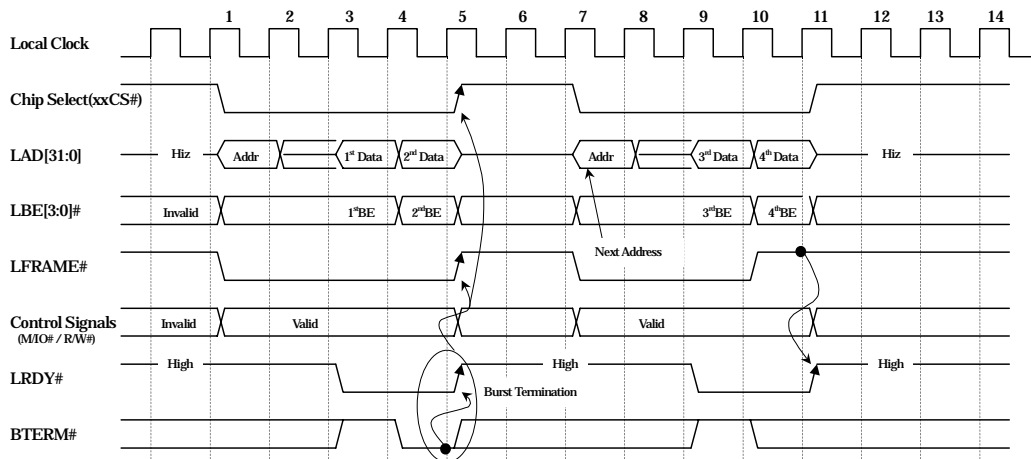 1 2 3 4 5 6 7 8 9 10 11 12 13 14
Local Clock
Chip Select(xxCS#)
LAD[31:0] Hiz Addr 1st Data 2nd Data Addr 3rd Data 4th Data Hiz
LBE[3:0]# Invalid 1stBE 2ndBE 3rdBE 4thBE
Next Address
LFRAME#
Control Signals Invalid Valid Valid
(M/IO# / R/W#)
LRDY# High High High
Burst Termination
BTERM#